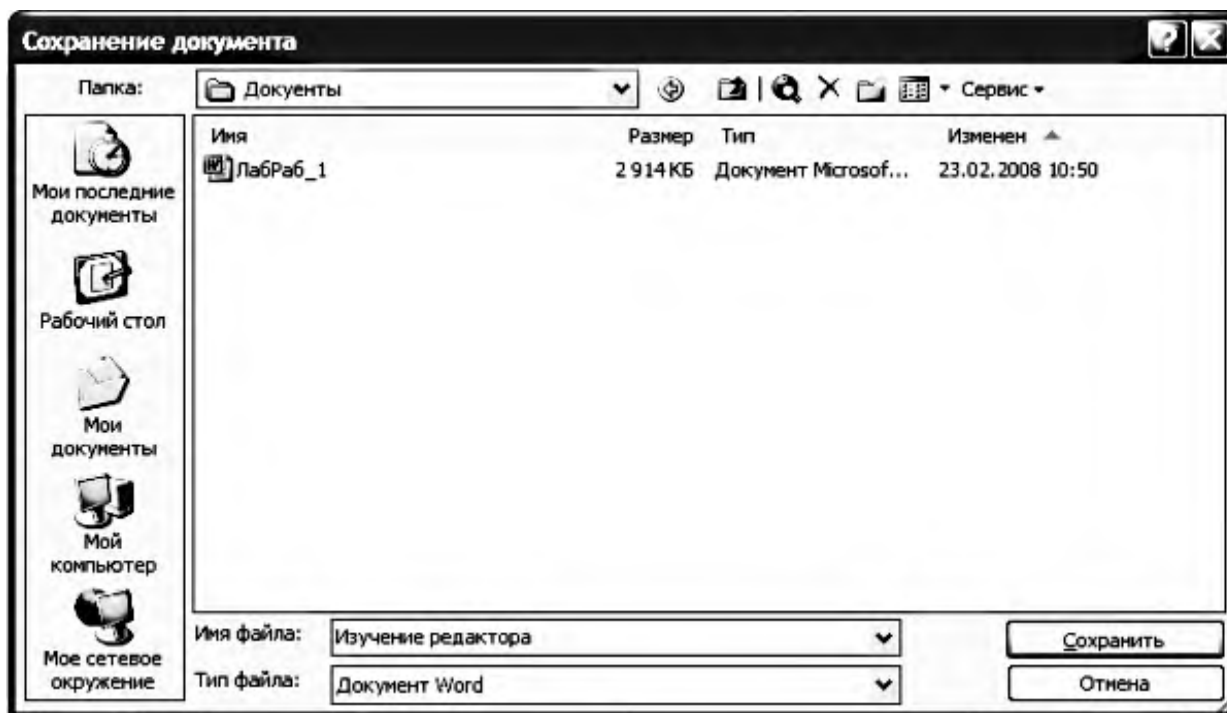 Сохранение документа
Папка:
Докуенты
Сервис
Имя
Размер
Тип
Изменен
ЛабРаб_1
2 914 КБ
Документ Microsof...
23.02.2008 10:50
Мои последние
документы
Рабочий стол
Мои
документы
Мой
компьютер
Мое сетевое
окружение
Имя файла:
Изучение редактора
Сохранить
Тип файла:
Документ Word
Отмена